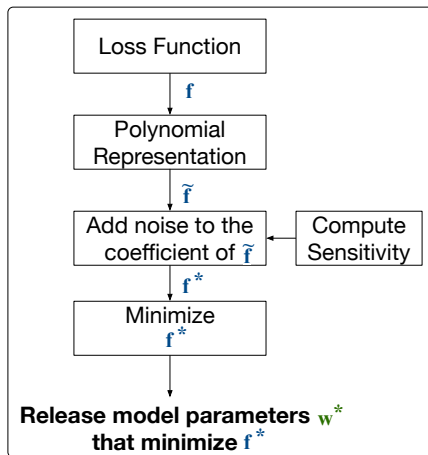 Loss Function
f
Polynomial
Representation
f̃
Add noise to the
coefficient of f̃
Compute
Sensitivity
f*
Minimize
f*
Release model parameters w*
that minimize f*